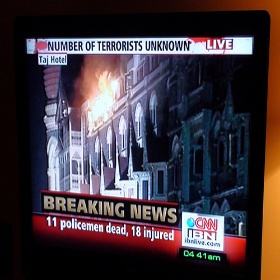 NUMBER OF TERRORISTS UNKNOWN LIVE
Taj Hotel
BREAKING NEWS
11 policemen dead, 18 injured
CNN
IBN
ibnlive.com
04:41am